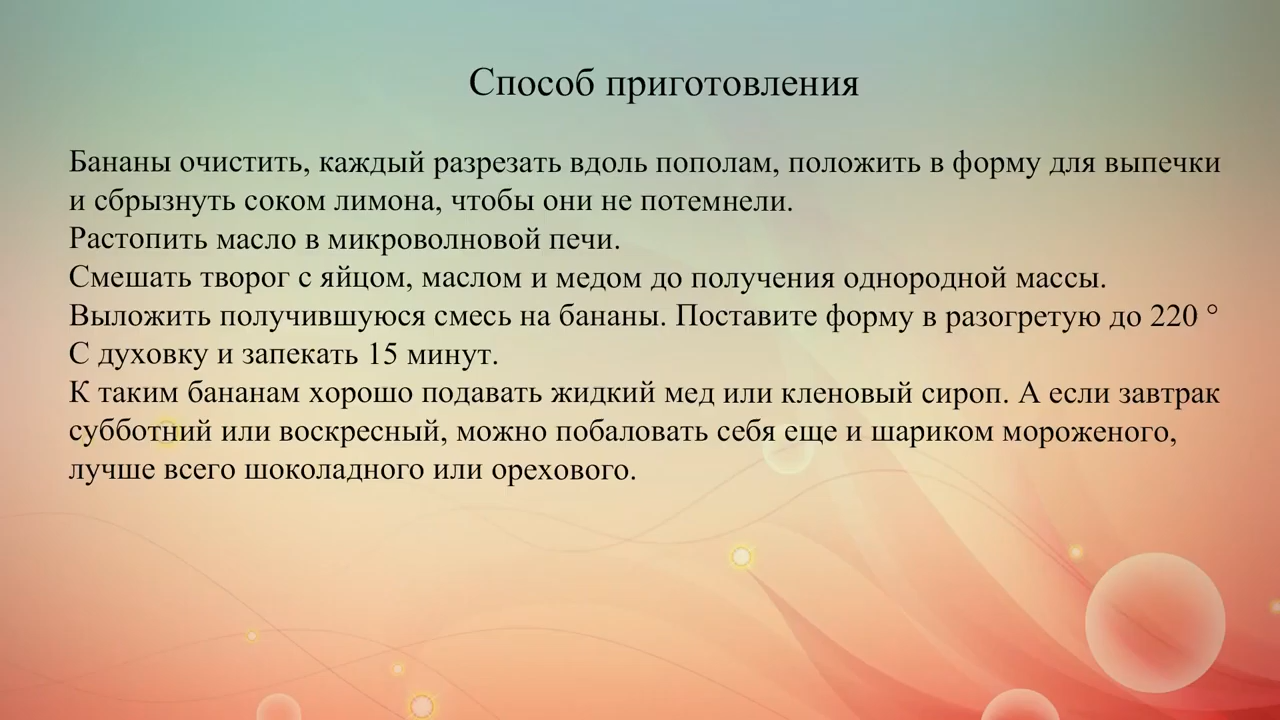 Способ приготовления
Бананы очистить, каждый разрезать вдоль пополам, положить в форму для выпечки
и сбрызнуть соком лимона, чтобы они не потемнели.
Растопить масло в микроволновой печи.
Смешать творог с яйцом, маслом и медом до получения однородной массы.
Выложить получившуюся смесь на бананы. Поставите форму в разогретую до 220 °
С духовку и запекать 15 минут.
К таким бананам хорошо подавать жидкий мед или кленовый сироп. А если завтрак
субботний или воскресный, можно побаловать себя еще и шариком мороженого,
лучше всего шоколадного или орехового.